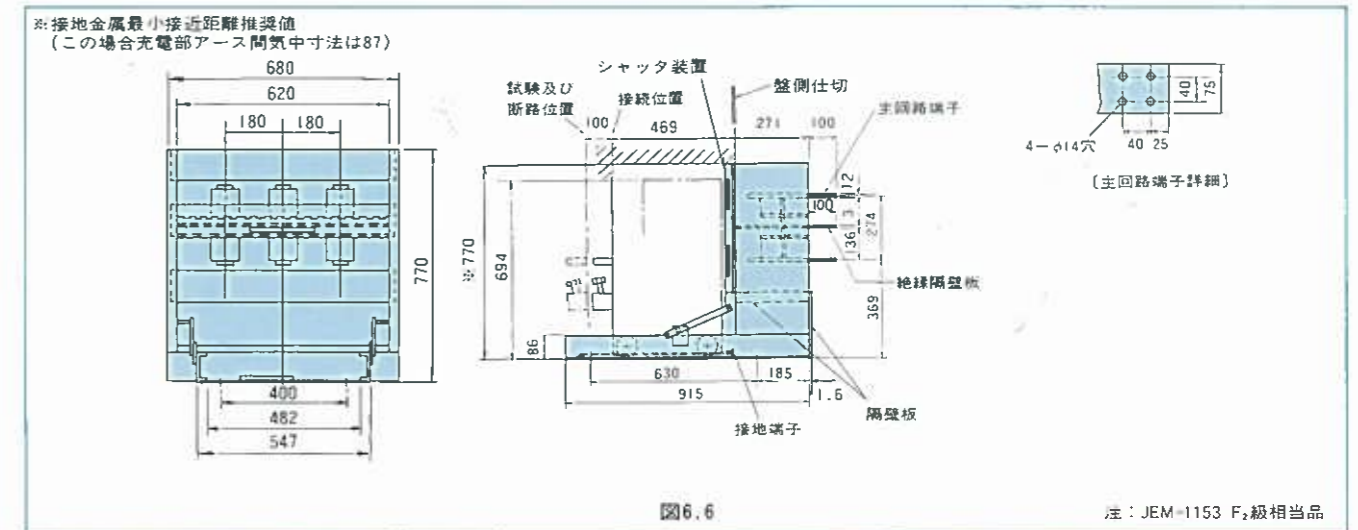 ※接地金属最小接近距離推奨値
(この場合充電部アース間気中寸法は87)
680
620
180 180
770
400
482
547
試験及び
断路位置
接続位置
シャッタ装置
盤側仕切
主回路端子
100 469 271 100
※770
694
86
12
100
13
136
274
369
絶縁隔壁板
630 185
915 1.6
隔壁板
接地端子
40 75
4-φ14穴
40 25
〔主回路端子詳細〕
図6.6
注:JEM-1153 F₂級相当品